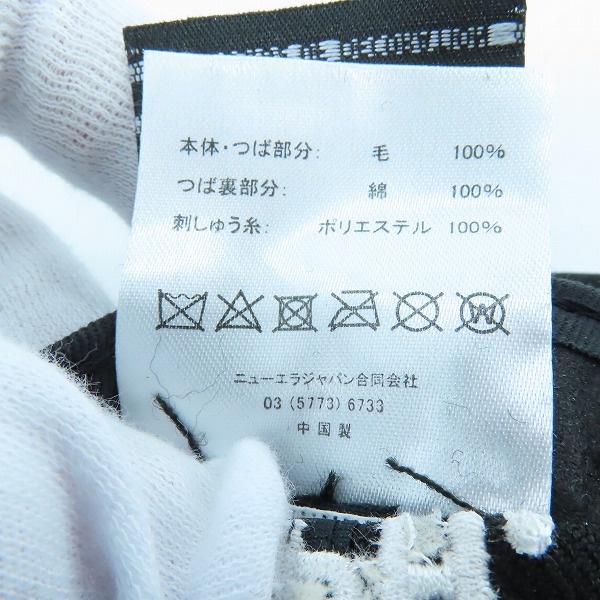 本体・つば部分: 毛 100%
つば裏部分: 綿 100%
刺しゅう糸: ポリエステル 100%
W
ニューエラジャパン合同会社
03 (5773) 6733
中国製